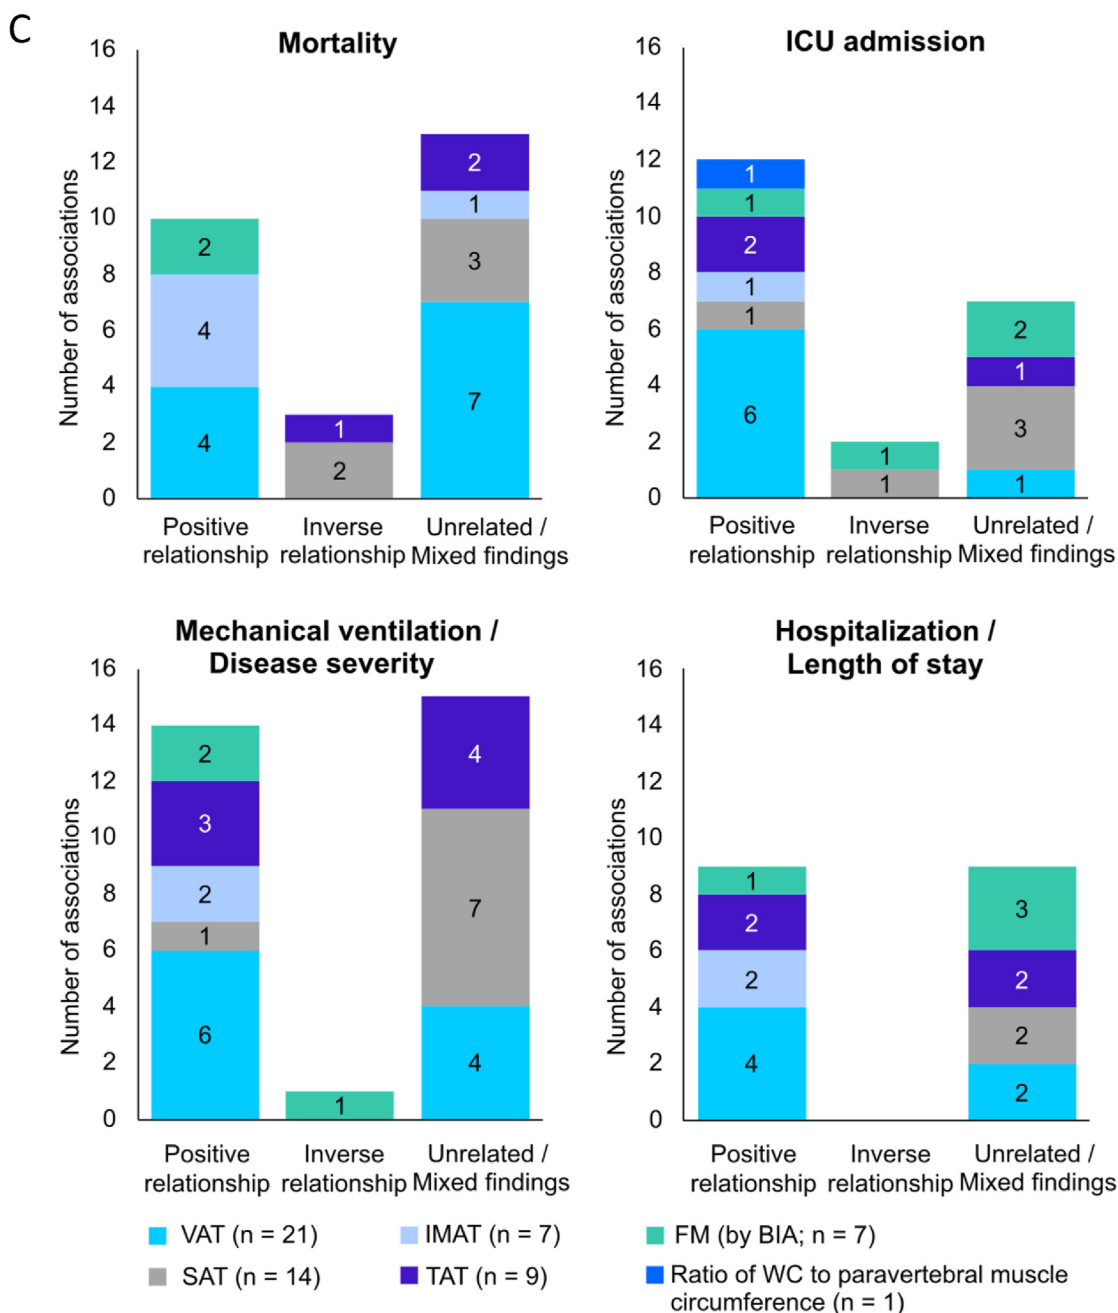 C
Mortality
Number of associations
16
14
12
10
8
6
4
2
0
2
4
4
1
2
2
1
3
7
Positive relationship
Inverse relationship
Unrelated / Mixed findings
ICU admission
Number of associations
16
14
12
10
8
6
4
2
0
1
1
2
1
1
6
1
1
2
1
3
1
Positive relationship
Inverse relationship
Unrelated / Mixed findings
Mechanical ventilation /
Disease severity
Number of associations
16
14
12
10
8
6
4
2
0
2
3
2
1
6
1
4
7
4
Positive relationship
Inverse relationship
Unrelated / Mixed findings
Hospitalization /
Length of stay
Number of associations
16
14
12
10
8
6
4
2
0
1
2
2
4
3
2
2
2
Positive relationship
Inverse relationship
Unrelated / Mixed findings
VAT (n = 21)
SAT (n = 14)
IMAT (n = 7)
TAT (n = 9)
FM (by BIA; n = 7)
Ratio of WC to paravertebral muscle
circumference (n = 1)